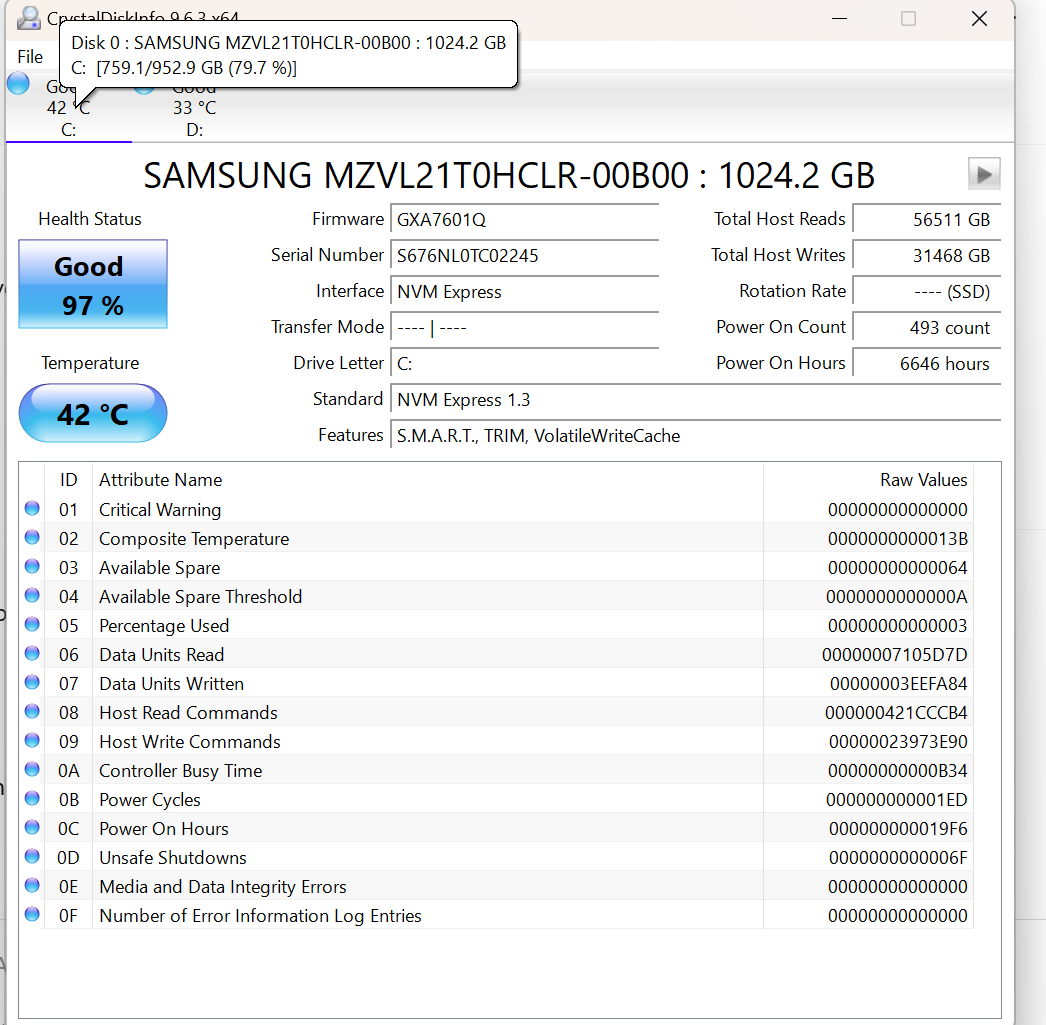 CrystalDiskInfo 9.6.3 x64
Disk 0 : SAMSUNG MZVL21T0HCLR-00B00 : 1024.2 GB
C: [759.1/952.9 GB (79.7 %)]
File
Good Good
42 °C 33 °C
C: D:
SAMSUNG MZVL21T0HCLR-00B00 : 1024.2 GB
Health Status
Good
97 %
Temperature
42 °C
Firmware GXA7601Q
Serial Number S676NL0TC02245
Interface NVM Express
Transfer Mode ---- | ----
Drive Letter C:
Total Host Reads 56511 GB
Total Host Writes 31468 GB
Rotation Rate ---- (SSD)
Power On Count 493 count
Power On Hours 6646 hours
Standard NVM Express 1.3
Features S.M.A.R.T., TRIM, VolatileWriteCache
ID Attribute Name Raw Values
01 Critical Warning 00000000000000
02 Composite Temperature 0000000000013B
03 Available Spare 00000000000064
04 Available Spare Threshold 0000000000000A
05 Percentage Used 00000000000003
06 Data Units Read 00000007105D7D
07 Data Units Written 00000003EEFA84
08 Host Read Commands 000000421CCCB4
09 Host Write Commands 00000023973E90
0A Controller Busy Time 00000000000B34
0B Power Cycles 000000000001ED
0C Power On Hours 000000000019F6
0D Unsafe Shutdowns 0000000000006F
0E Media and Data Integrity Errors 00000000000000
0F Number of Error Information Log Entries 00000000000000